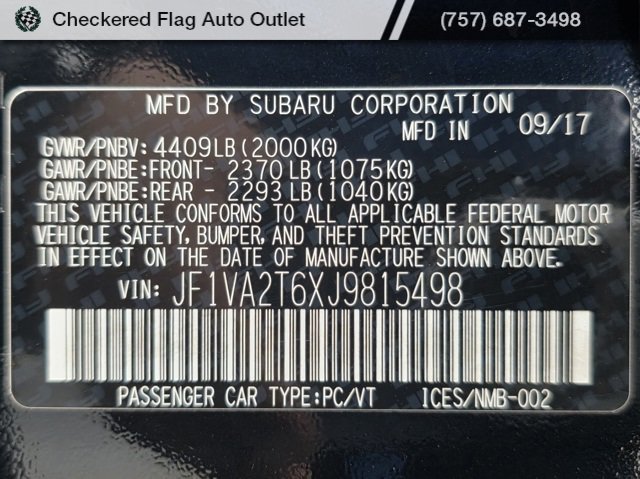 Checkered Flag Auto Outlet
(757) 687-3498
MFD BY SUBARU CORPORATION
MFD IN 09/17
GVWR/PNBV: 4409LB(2000KG)
GAWR/PNBE:FRONT- 2370 LB(1075KG)
GAWR/PNBE:REAR - 2293 LB(1040KG)
THIS VEHICLE CONFORMS TO ALL APPLICABLE FEDERAL MOTOR
VEHICLE SAFETY, BUMPER, AND THEFT PREVENTION STANDARDS
IN EFFECT ON THE DATE OF MANUFACTURE SHOWN ABOVE.
VIN: JF1VA2T6XJ9815498
PASSENGER CAR TYPE:PC/VT ICES/NMB-002